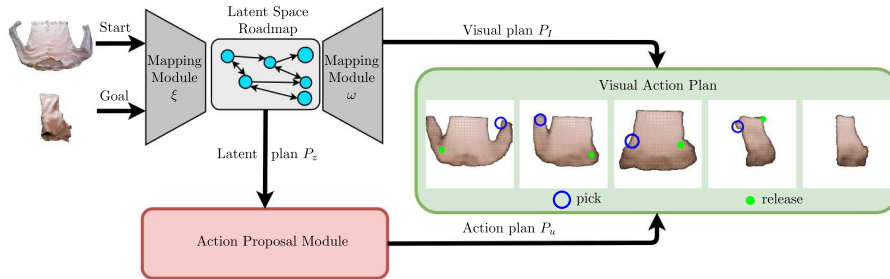 Start
Goal
Mapping
Module
ξ
Latent Space
Roadmap
Mapping
Module
ω
Latent plan P_z
Visual plan P_I
Visual Action Plan
pick
release
Action Proposal Module
Action plan P_u